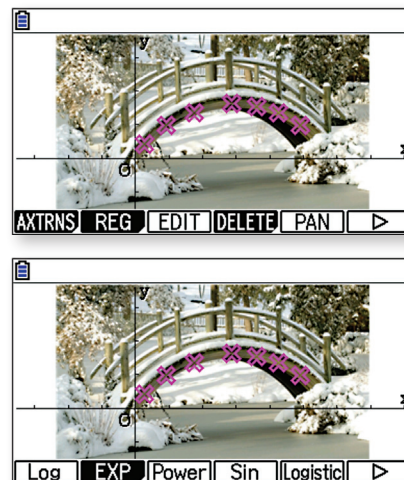 y
x
O
AXTRNS REG EDIT DELETE PAN ▷
y
x
O
Log EXP Power Sin Logistic ▷